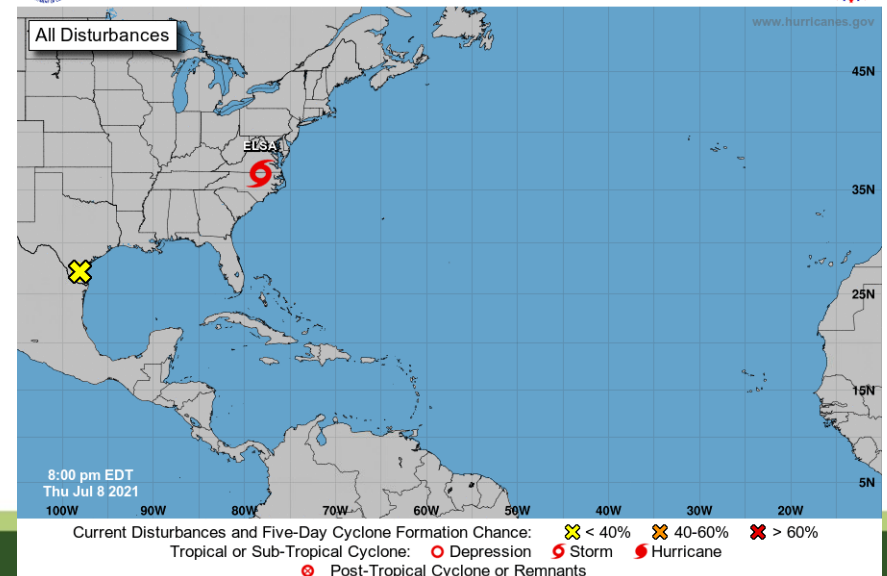 All Disturbances
www.hurricanes.gov
45N
ELSA
35N
25N
15N
8:00 pm EDT
Thu Jul 8 2021
5N
100W 90W 80W 70W 60W 50W 40W 30W 20W
Current Disturbances and Five-Day Cyclone Formation Chance: < 40% 40-60% > 60%
Tropical or Sub-Tropical Cyclone: Depression Storm Hurricane
Post-Tropical Cyclone or Remnants